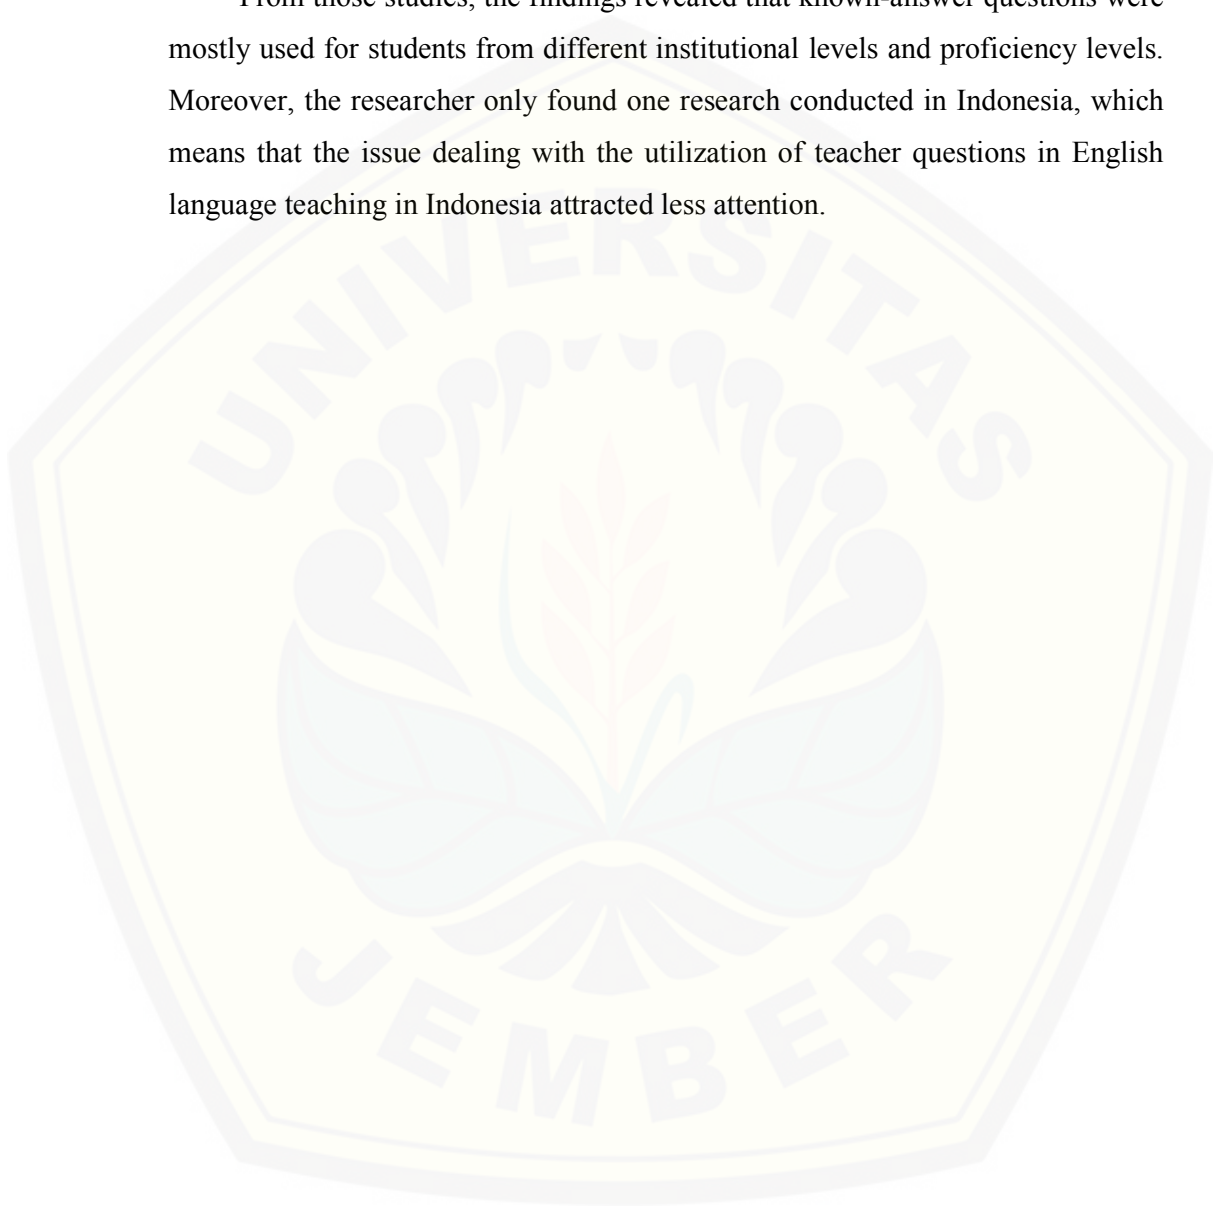 From those studies, the findings revealed that known-answer questions were
mostly used for students from different institutional levels and proficiency levels.
Moreover, the researcher only found one research conducted in Indonesia, which
means that the issue dealing with the utilization of teacher questions in English
language teaching in Indonesia attracted less attention.
UNIVERSITAS
JEMBER